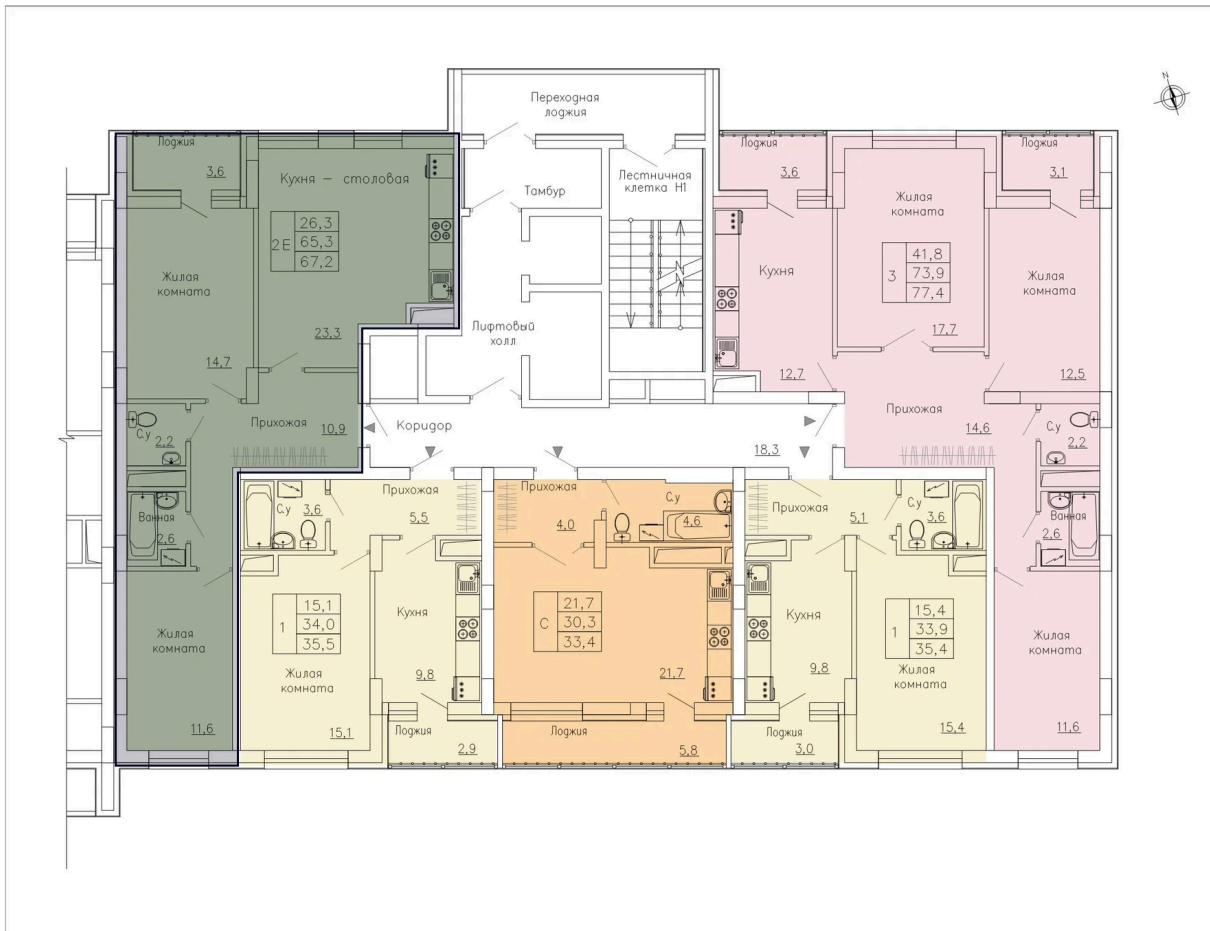 N
Переходная
лоджия
Лоджия
3,6
Кухня – столовая
2Е
26,3
65,3
67,2
Жилая
комната
23,3
14,7
Тамбур
Лестничная
клетка Н1
Лифтовый
холл
Лоджия
3,6
Жилая
комната
Лоджия
3,1
Кухня
3
41,8
73,9
77,4
Жилая
комната
17,7
12,7
12,5
С.у
2,2
Прихожая
10,9
Коридор
18,3
Прихожая
14,6
С.у
2,2
Ванная
2,6
С.у
3,6
Прихожая
5,5
Прихожая
4,0
С.у
4,6
Прихожая
5,1
С.у
3,6
Ванная
2,6
Жилая
комната
11,6
1
15,1
34,0
35,5
Жилая
комната
15,1
Кухня
9,8
Лоджия
2,9
С
21,7
30,3
33,4
21,7
Лоджия
5,8
Кухня
9,8
Лоджия
3,0
1
15,4
33,9
35,4
Жилая
комната
15,4
Жилая
комната
11,6